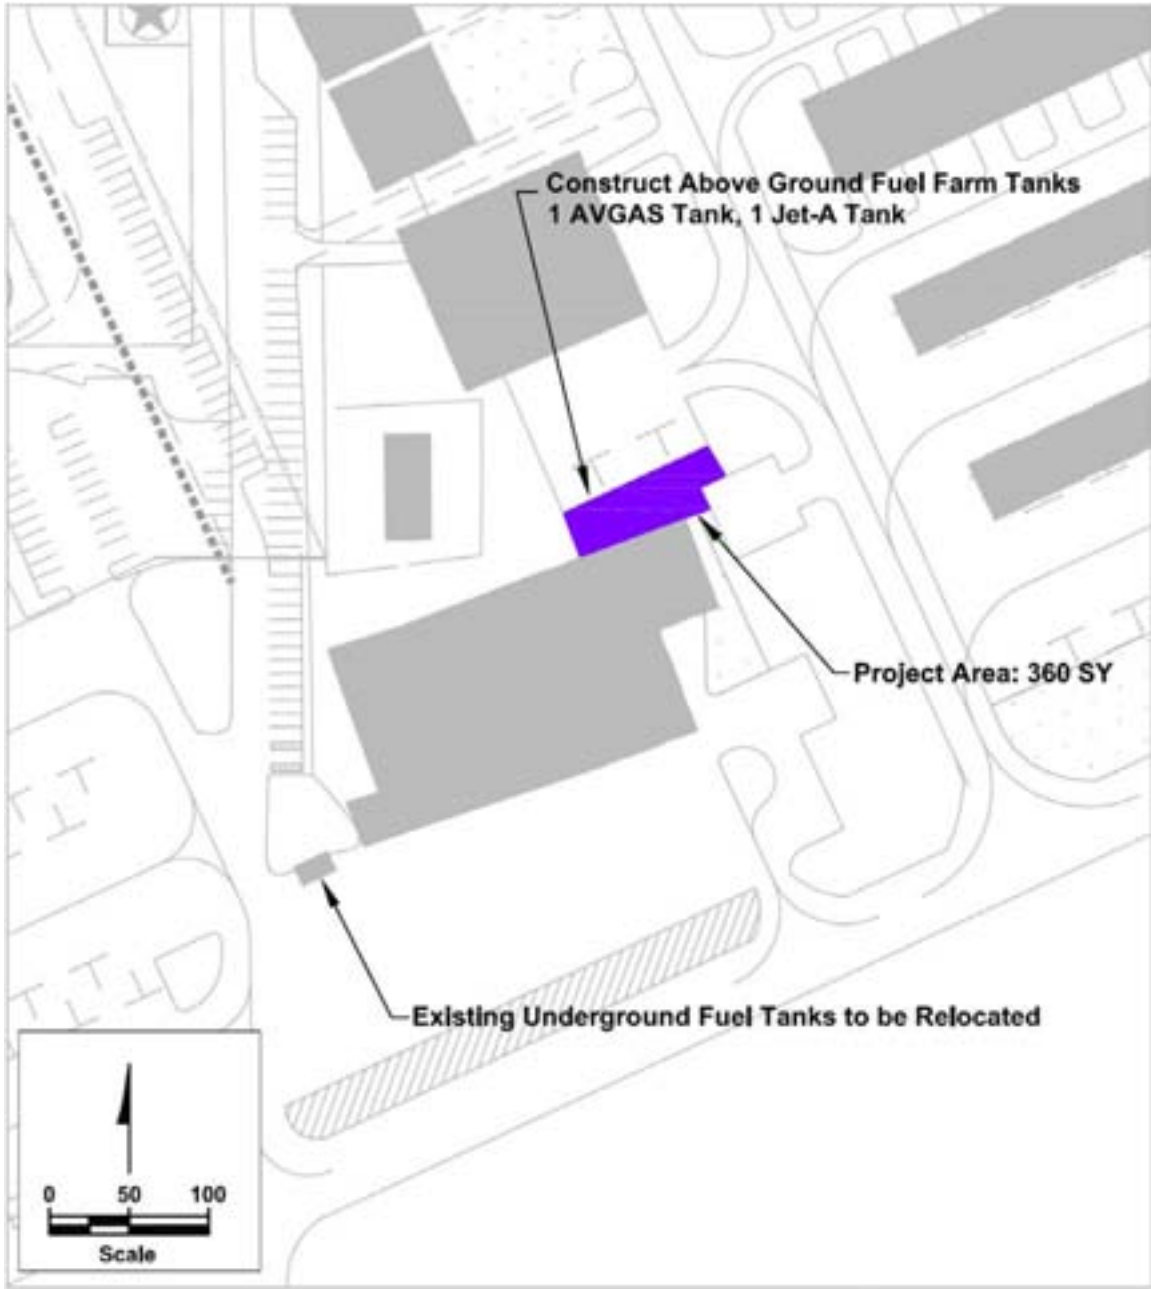 Construct Above Ground Fuel Farm Tanks
1 AVGAS Tank, 1 Jet-A Tank
Project Area: 360 SY
Existing Underground Fuel Tanks to be Relocated
0 50 100
Scale